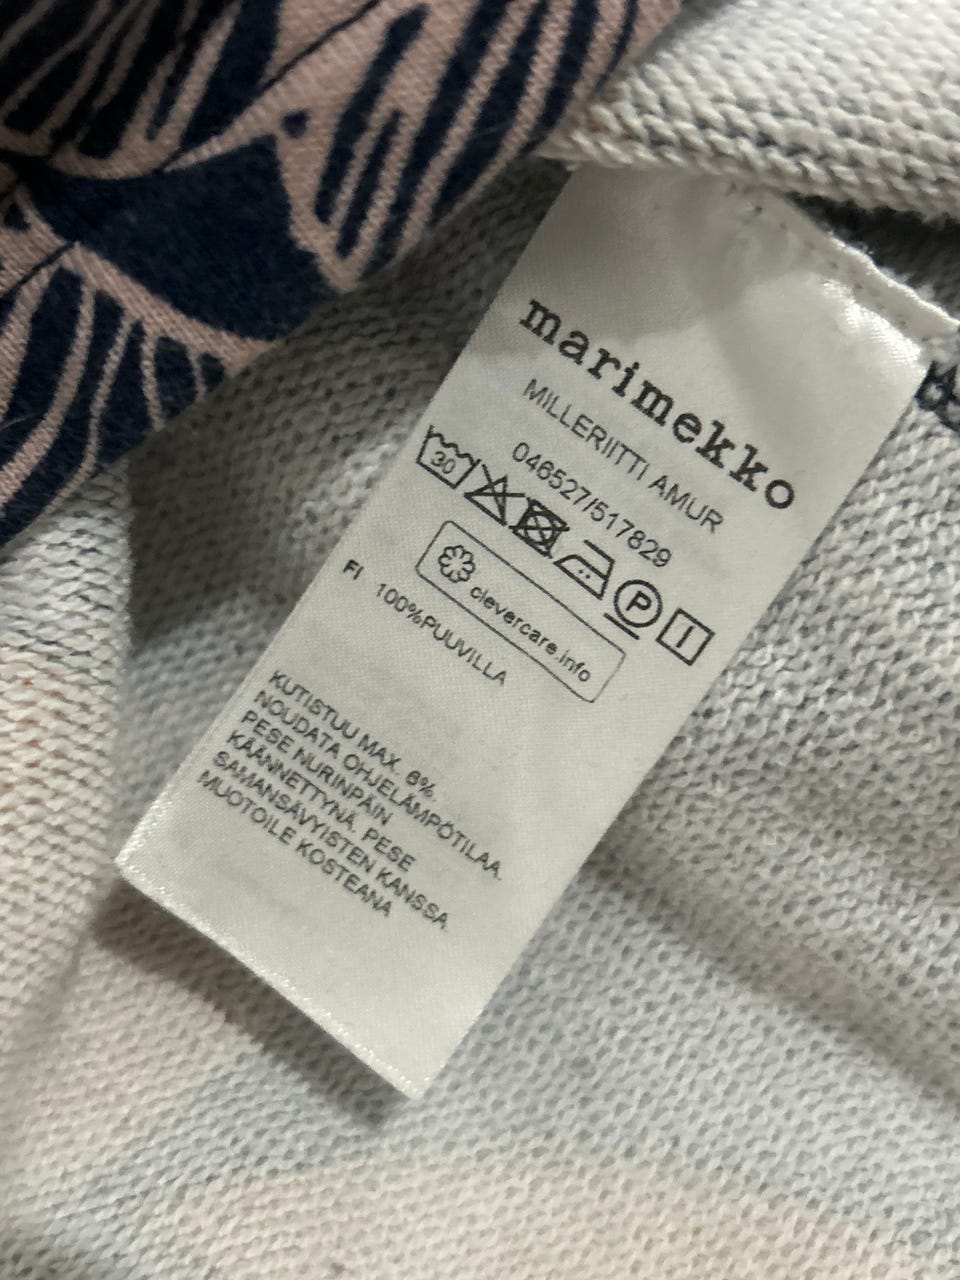 marimekko
MILLERIITTI AMUR
046527/517829
30 P
clevercare.info
FI 100%PUUVILLA
KUTISTUU MAX. 6%.
NOUDATA OHJELÄMPÖTILAA.
PESE NURINPÄIN
KÄÄNNETTYNÄ. PESE
SAMANSÄVYISTEN KANSSA.
MUOTOILE KOSTEANA